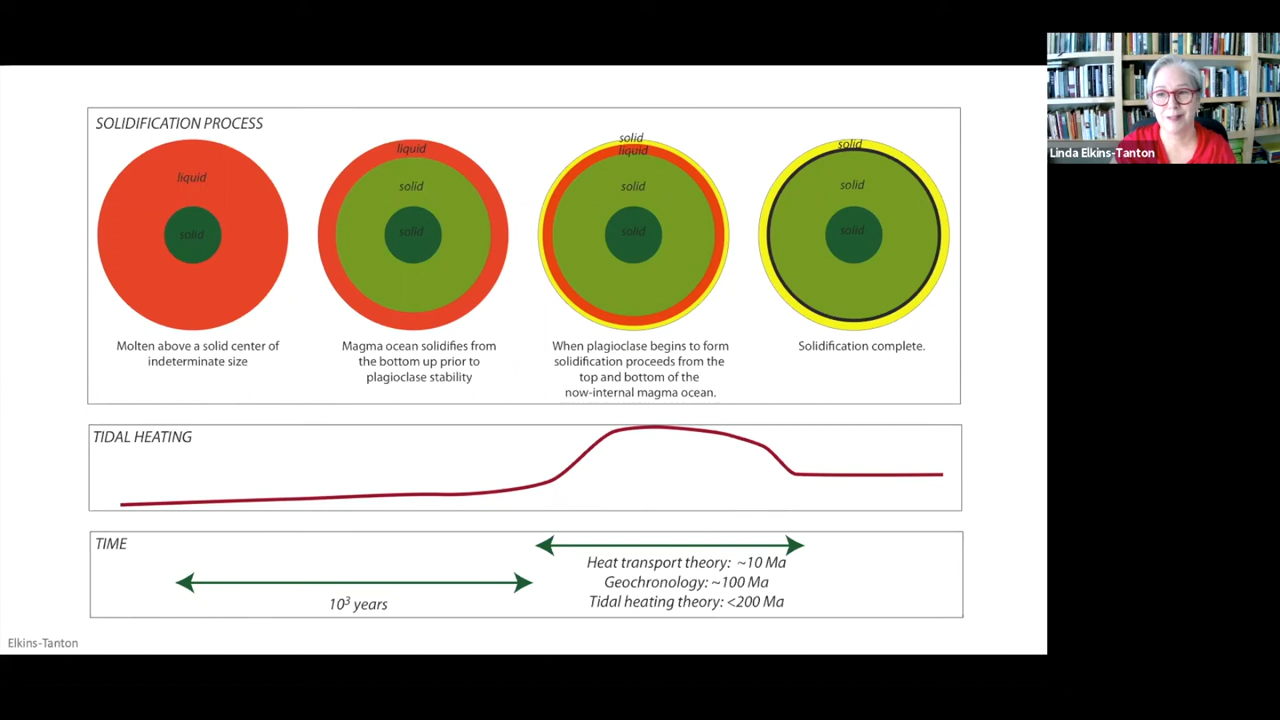 SOLIDIFICATION PROCESS
liquid
solid
liquid
solid
solid
solid
liquid
solid
solid
solid
solid
solid
Molten above a solid center of
indeterminate size
Magma ocean solidifies from
the bottom up prior to
plagioclase stability
When plagioclase begins to form
solidification proceeds from the
top and bottom of the
now-internal magma ocean.
Solidification complete.
TIDAL HEATING
TIME
10³ years
Heat transport theory: ~10 Ma
Geochronology: ~100 Ma
Tidal heating theory: <200 Ma
Elkins-Tanton
Linda Elkins-Tanton